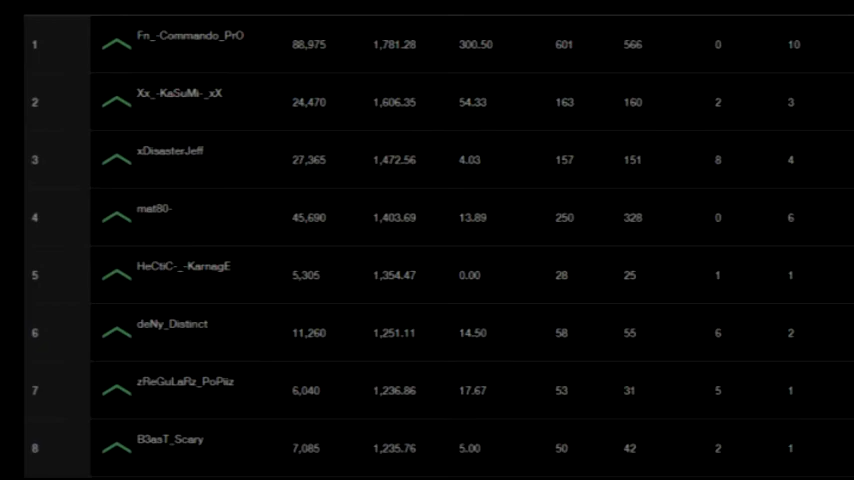 1 Fn_-Commando_PrO 88,975 1,781.28 300.50 601 566 0 10
2 Xx_-KaSuMi-_xX 24,470 1,606.35 54.33 163 160 2 3
3 xDisasterJeff 27,365 1,472.56 4.03 157 151 8 4
4 mat80- 45,690 1,403.69 13.89 250 328 0 6
5 HeCtiC-_-KarnagE 5,305 1,354.47 0.00 28 25 1 1
6 deNy_Distinct 11,260 1,251.11 14.50 58 55 6 2
7 zReGuLaRz_PoPiiz 6,040 1,236.86 17.67 53 31 5 1
8 B3asT_Scary 7,085 1,235.76 5.00 50 42 2 1